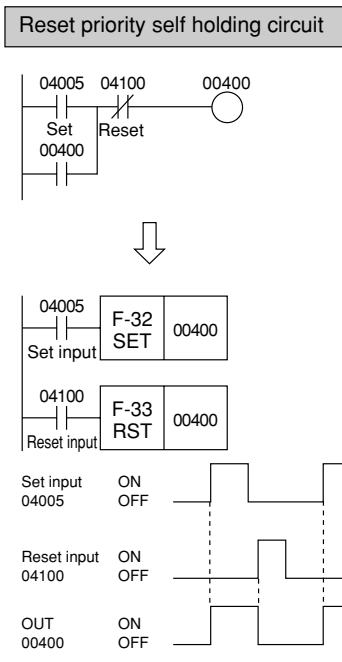 Reset priority self holding circuit
04005 04100 00400
Set Reset
00400
04005
F-32
SET
00400
Set input
04100
F-33
RST
00400
Reset input
Set input ON
04005 OFF
Reset input ON
04100 OFF
OUT ON
00400 OFF